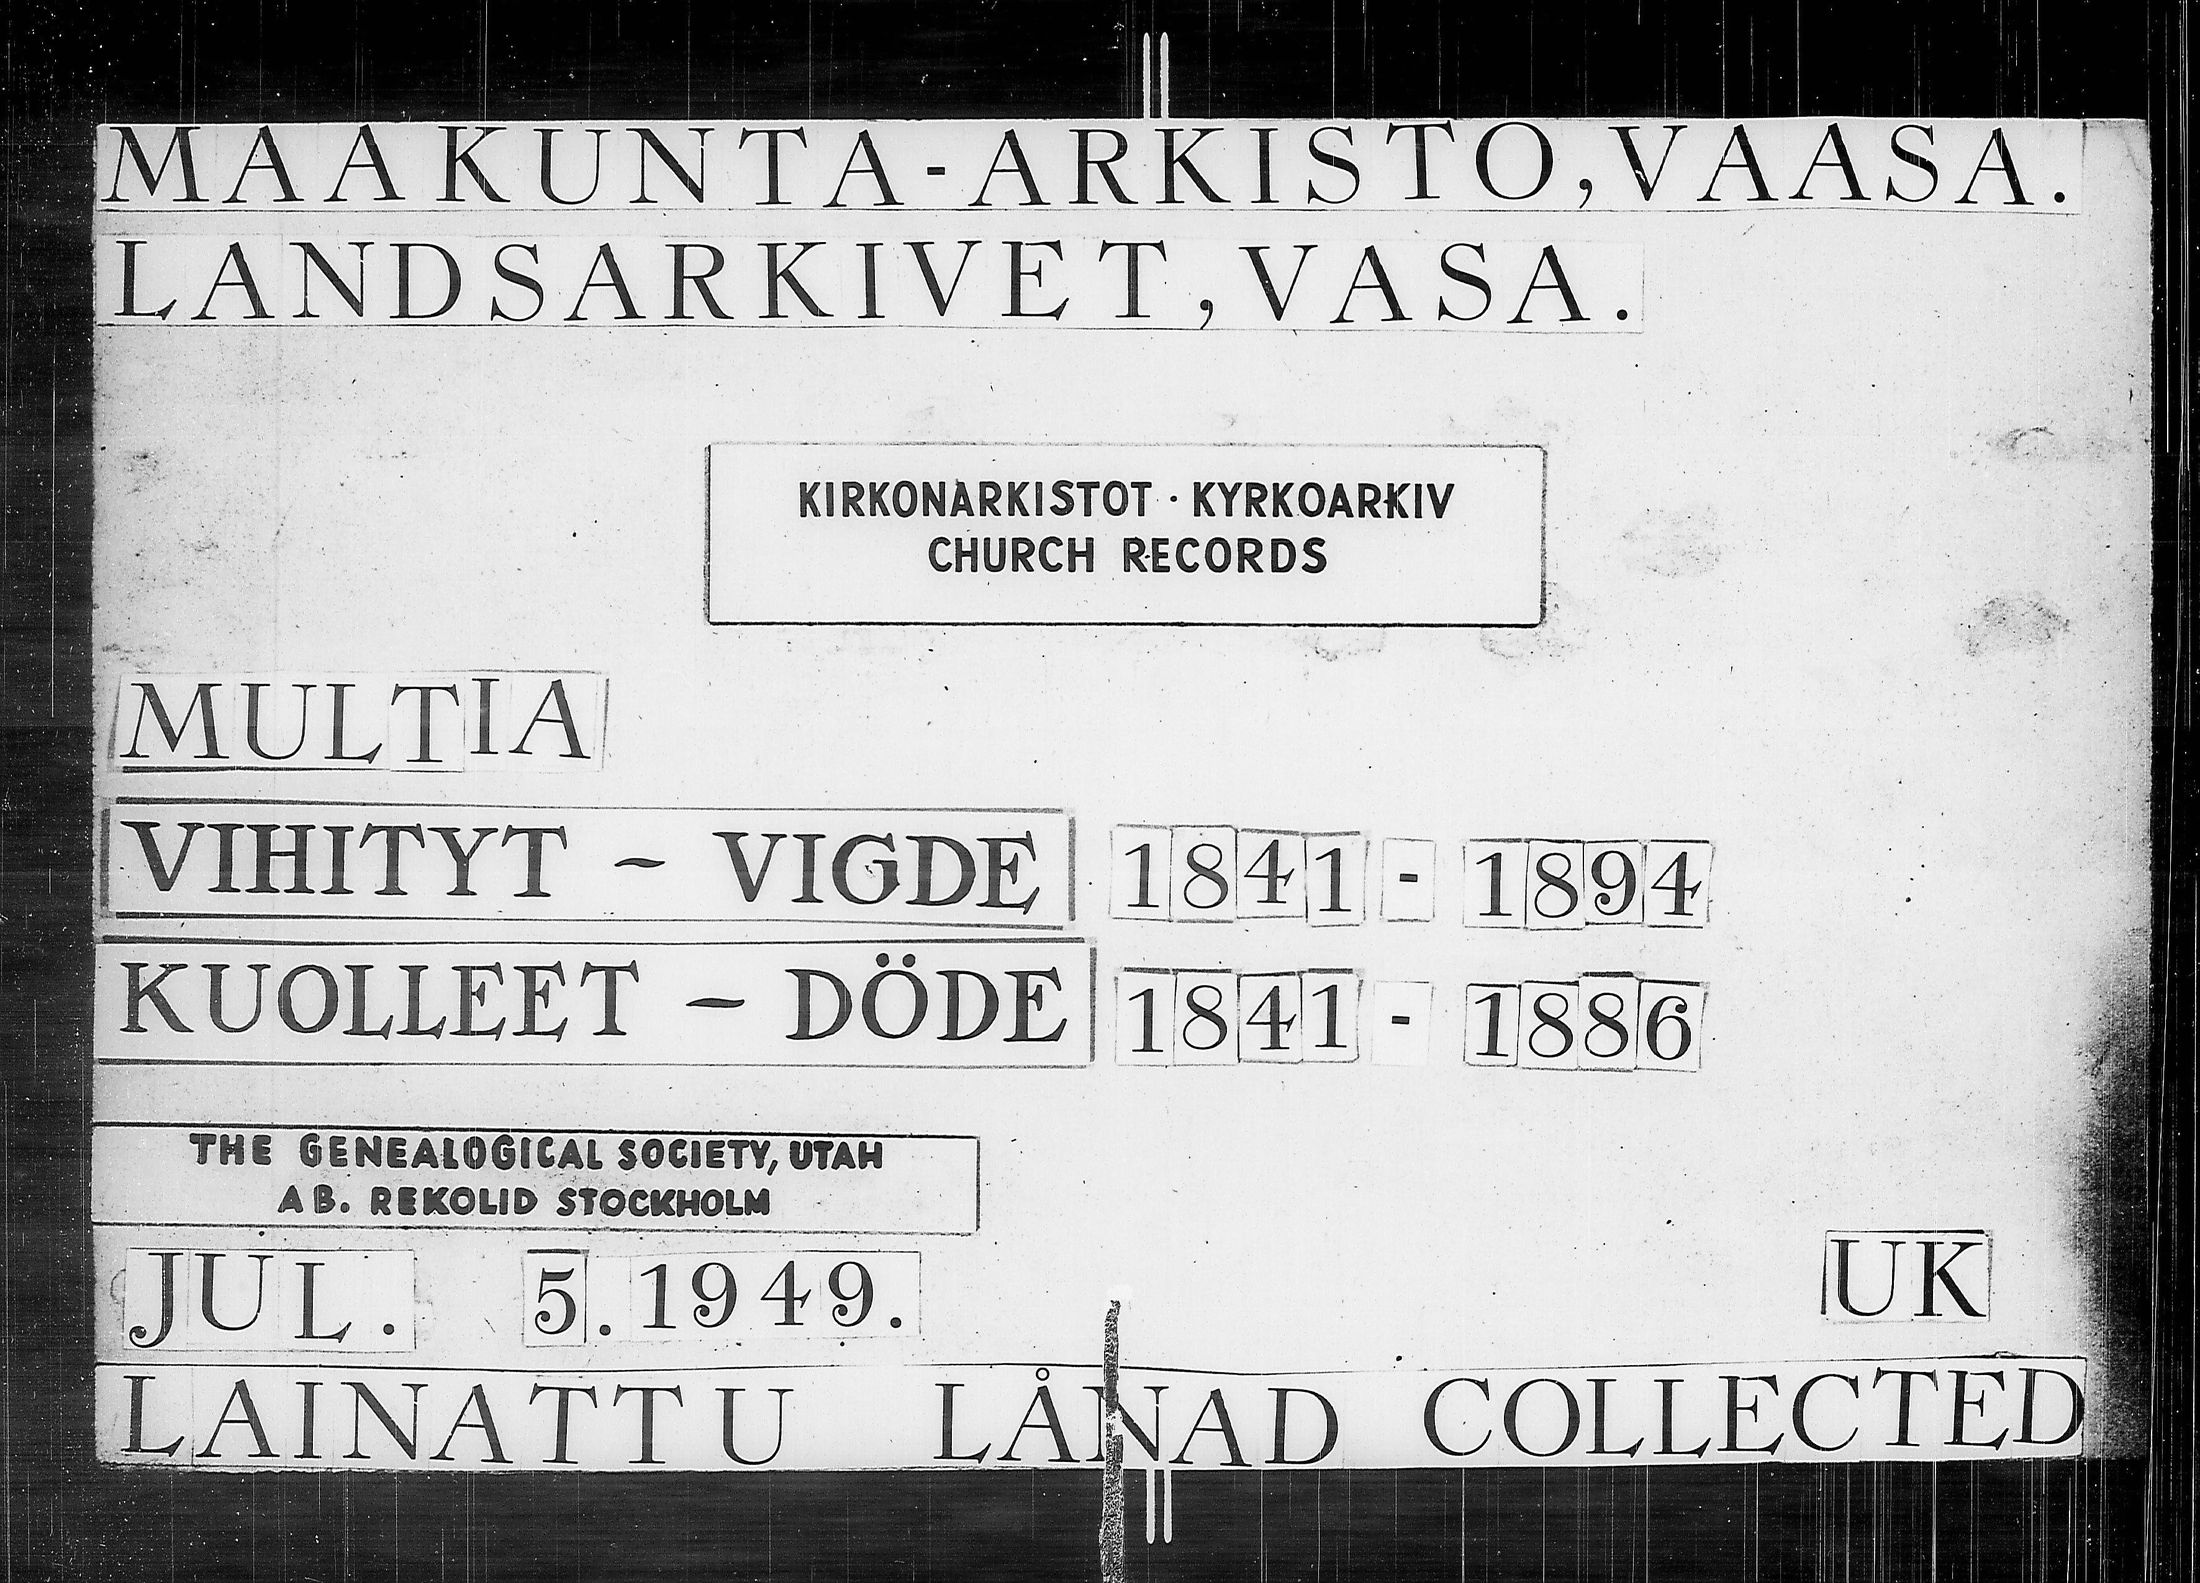 MAAKUNTA-ARKISTO, VAASA.
LANDSARKIVET, VASA.
KIRKONARKISTOT · KYRKOARKIV
CHURCH RECORDS
MULTIA
VIHITYT - VIGDE 1841 - 1894
KUOLLEET - DÖDE 1841 - 1886
THE GENEALOGICAL SOCIETY, UTAH
AB. REKOLID STOCKHOLM
JUL. 5. 1949. UK
LAINATTU LÅNAD COLLECTED